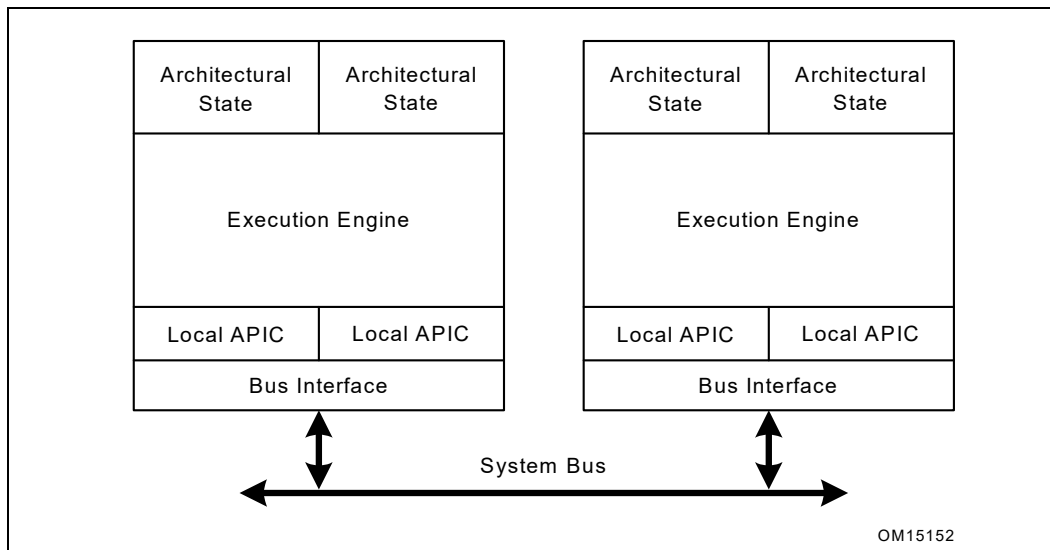 Architectural
State
Architectural
State
Architectural
State
Architectural
State
Execution Engine
Execution Engine
Local APIC
Local APIC
Local APIC
Local APIC
Bus Interface
Bus Interface
System Bus
OM15152